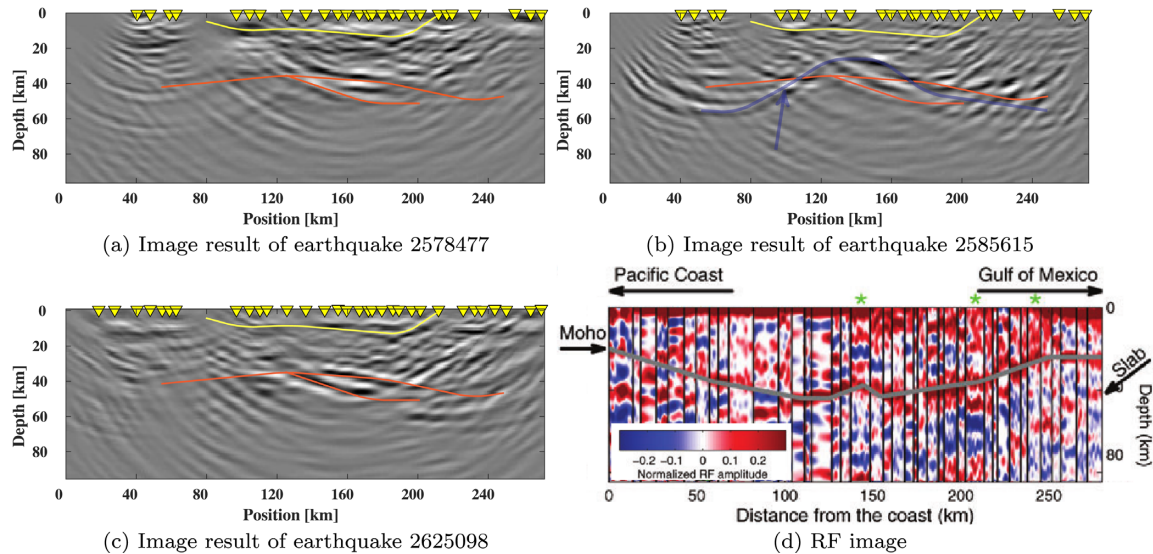 0
20
40
60
80
Depth [km]
0
40
80
120
160
200
240
Position [km]
(a) Image result of earthquake 2578477
0
20
40
60
80
Depth [km]
0
40
80
120
160
200
240
Position [km]
(b) Image result of earthquake 2585615
0
20
40
60
80
Depth [km]
0
40
80
120
160
200
240
Position [km]
(c) Image result of earthquake 2625098
Pacific Coast
Gulf of Mexico
* * *
Moho
Slab
0
80
Depth (km)
-0.2 -0.1 0 0.1 0.2
Normalized RF amplitude
0 50 100 150 200 250
Distance from the coast (km)
(d) RF image